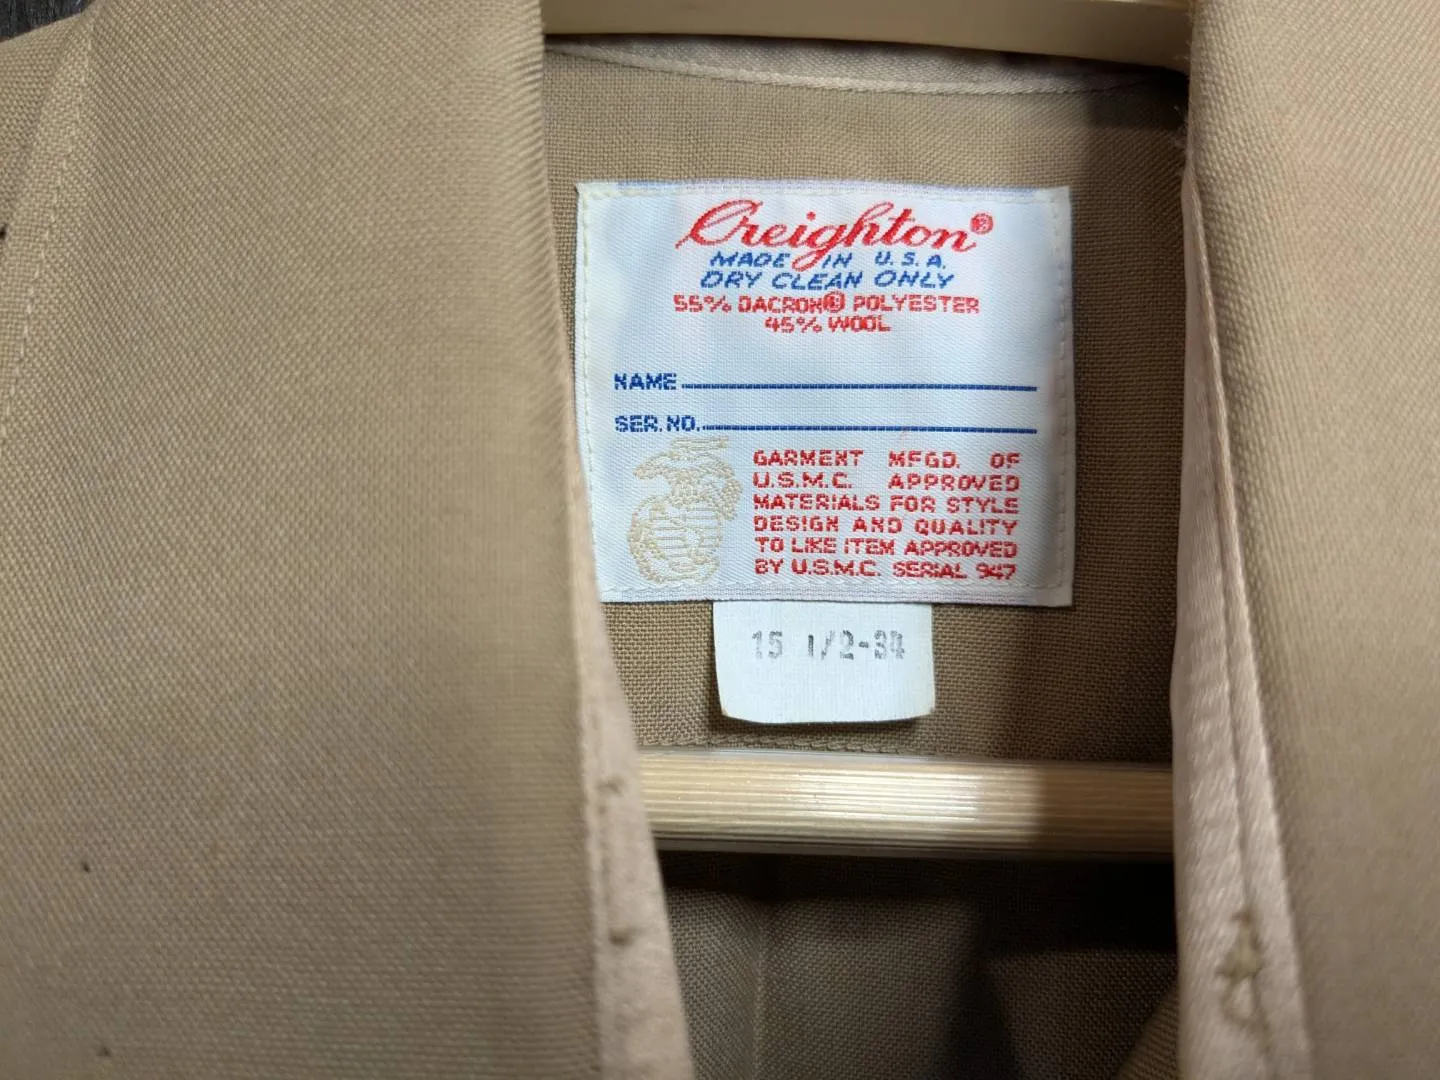 Creighton®
MADE IN U.S.A.
DRY CLEAN ONLY
55% DACRON® POLYESTER
45% WOOL
NAME
SER. NO.
GARMENT MFGD. OF
U.S.M.C. APPROVED
MATERIALS FOR STYLE
DESIGN AND QUALITY
TO LIKE ITEM APPROVED
BY U.S.M.C. SERIAL 947
15 1/2-34